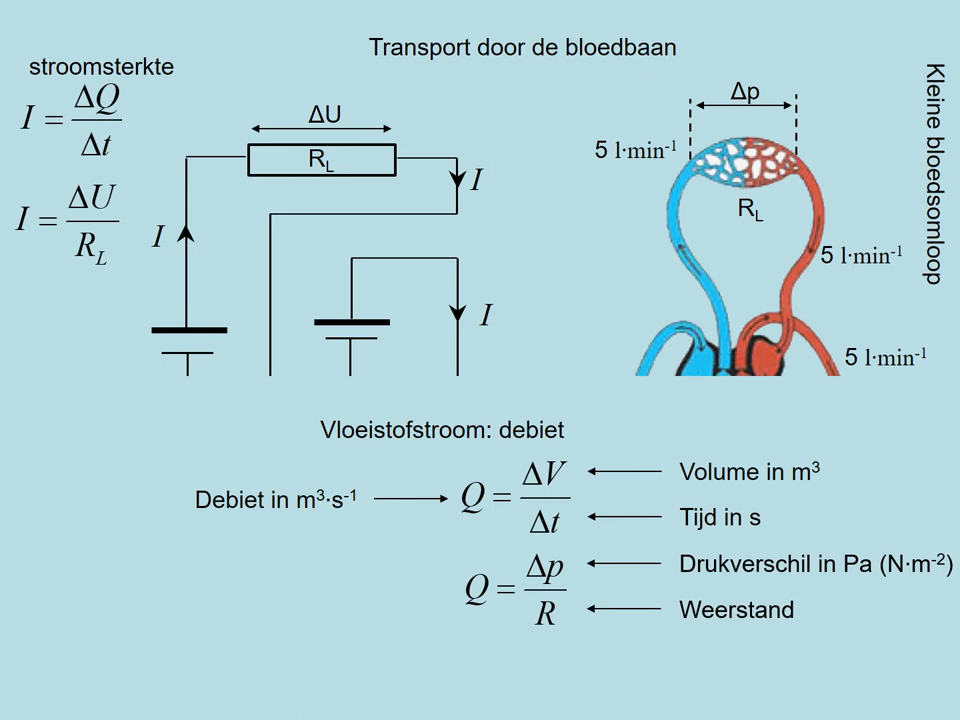 Transport door de bloedbaan
stroomsterkte
I = ΔQ / Δt
I = ΔU / R_L
ΔU
R_L
I
I
I
Δp
5 l·min⁻¹
R_L
5 l·min⁻¹
5 l·min⁻¹
Kleine bloedsomloop
Vloeistofstroom: debiet
Debiet in m³·s⁻¹
Q = ΔV / Δt
Volume in m³
Tijd in s
Q = Δp / R
Drukverschil in Pa (N·m⁻²)
Weerstand